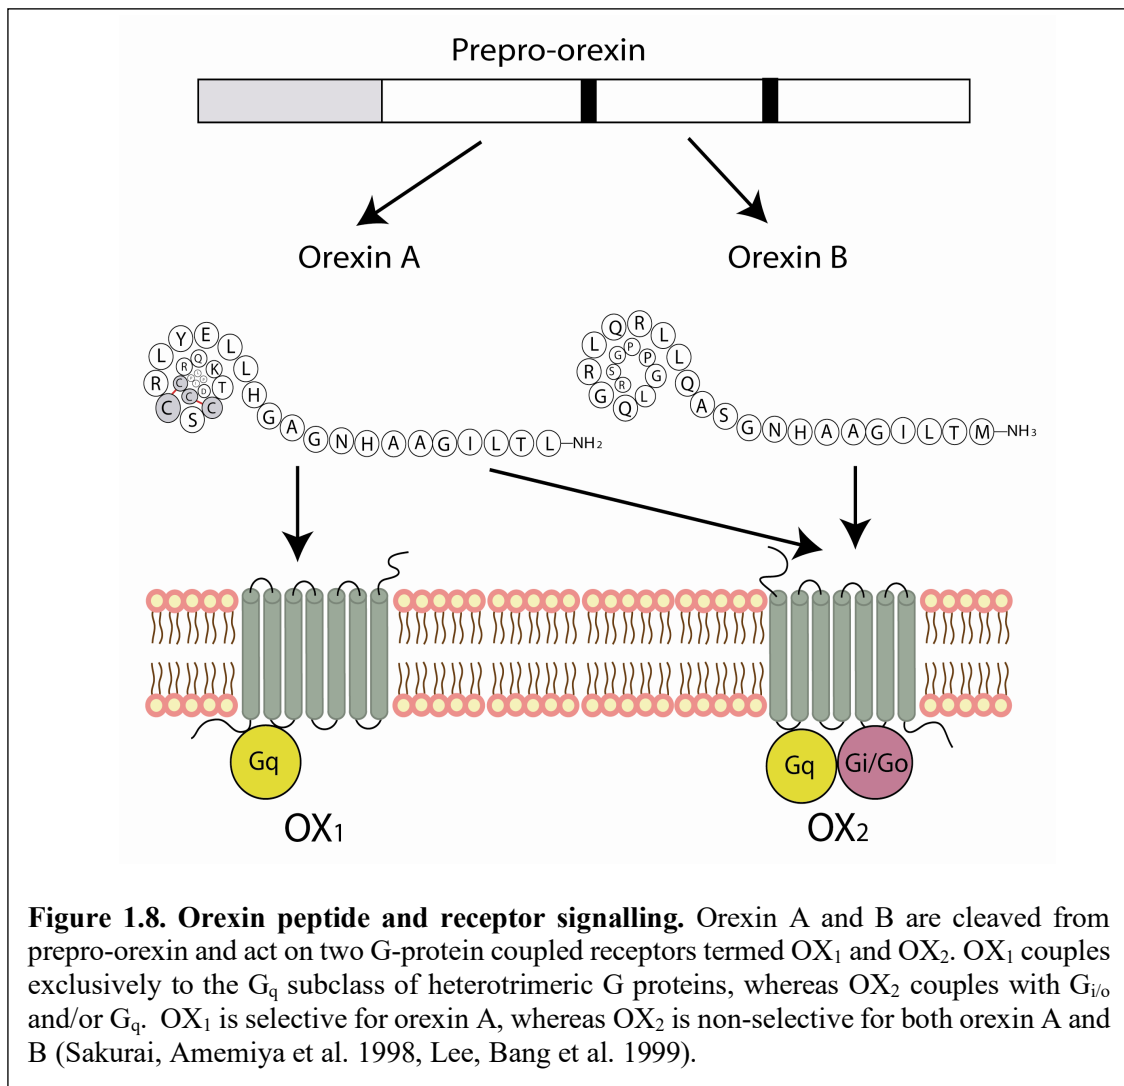 Prepro-orexin
Orexin A Orexin B
Y E L L R C S C T K Q R C C D H G A G N H A A G I L T L NH2
L Q R L L R G Q L G P P G S R Q A S G N H A A G I L T M NH3
Gq Gq Gi/Go
OX1 OX2
Figure 1.8. Orexin peptide and receptor signalling. Orexin A and B are cleaved from
prepro-orexin and act on two G-protein coupled receptors termed OX1 and OX2. OX1 couples
exclusively to the Gq subclass of heterotrimeric G proteins, whereas OX2 couples with Gi/o
and/or Gq. OX1 is selective for orexin A, whereas OX2 is non-selective for both orexin A and
B (Sakurai, Amemiya et al. 1998, Lee, Bang et al. 1999).